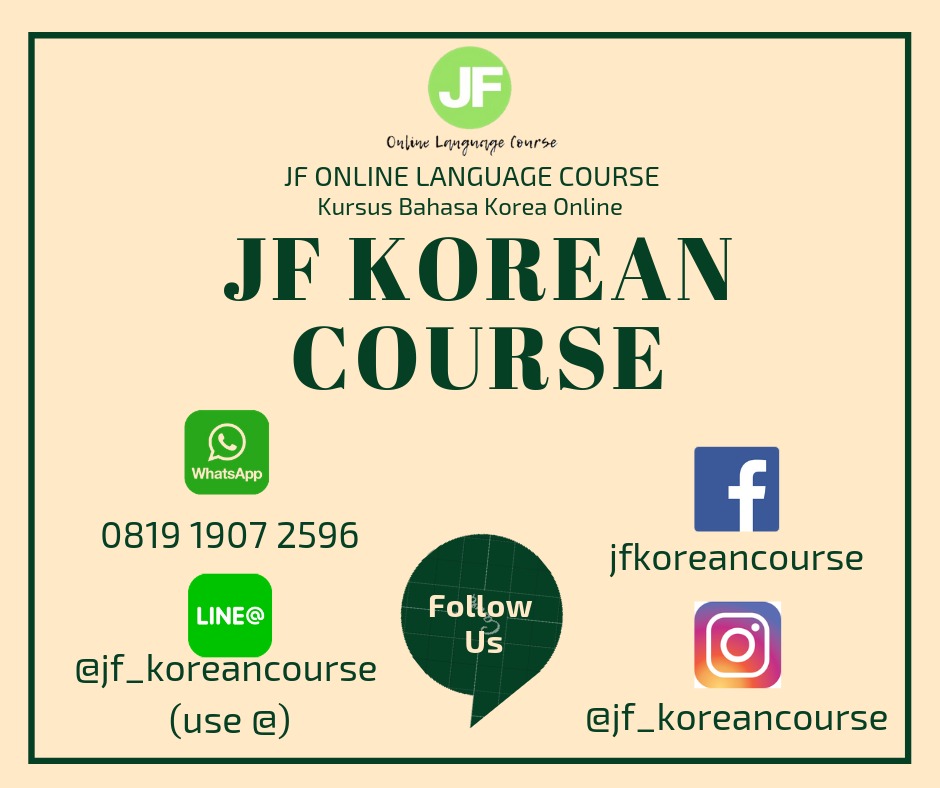 JF
Online Language Course
JF ONLINE LANGUAGE COURSE
Kursus Bahasa Korea Online
JF KOREAN
COURSE
WhatsApp
0819 1907 2596
LINE@
@jf_koreancourse
(use @)
Follow
Us
f
jfkoreancourse
@jf_koreancourse